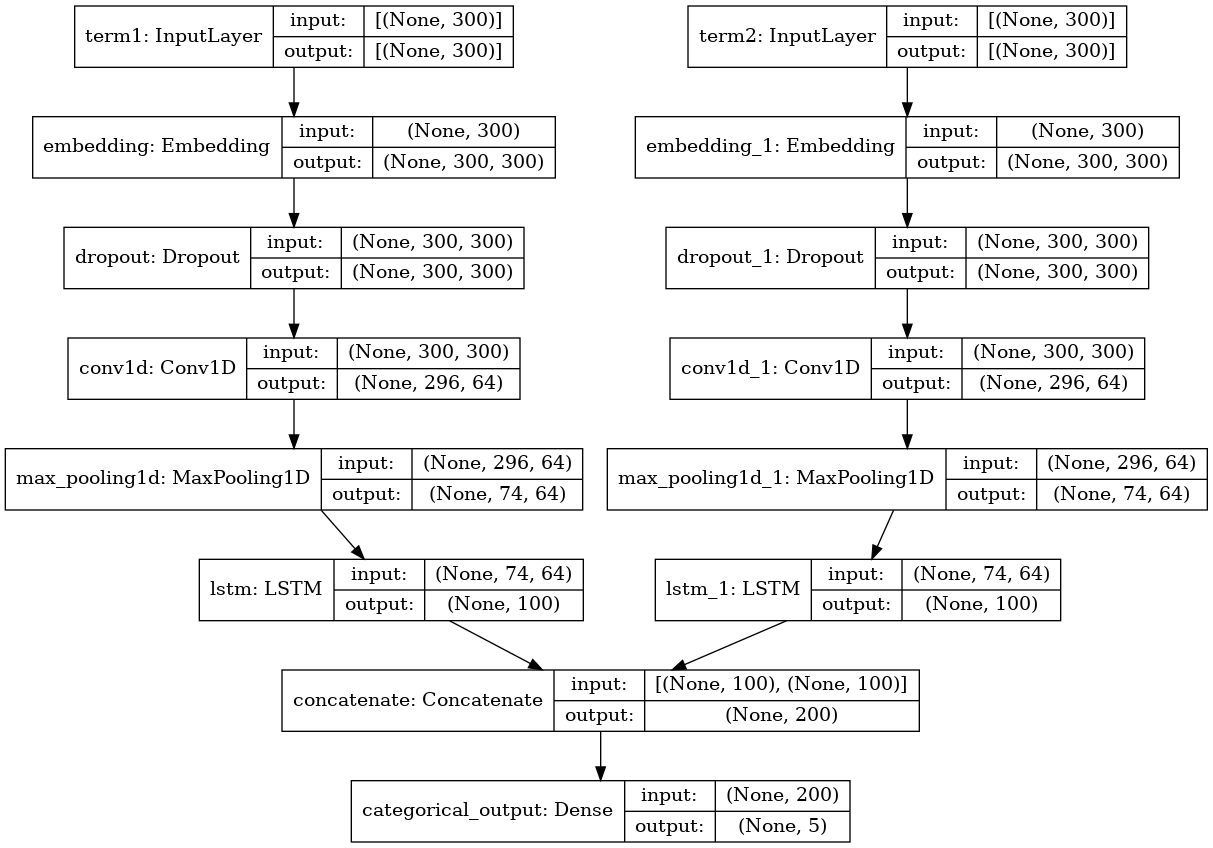 term1: InputLayer input: [(None, 300)]
output: [(None, 300)]
term2: InputLayer input: [(None, 300)]
output: [(None, 300)]
embedding: Embedding input: (None, 300)
output: (None, 300, 300)
embedding_1: Embedding input: (None, 300)
output: (None, 300, 300)
dropout: Dropout input: (None, 300, 300)
output: (None, 300, 300)
dropout_1: Dropout input: (None, 300, 300)
output: (None, 300, 300)
conv1d: Conv1D input: (None, 300, 300)
output: (None, 296, 64)
conv1d_1: Conv1D input: (None, 300, 300)
output: (None, 296, 64)
max_pooling1d: MaxPooling1D input: (None, 296, 64)
output: (None, 74, 64)
max_pooling1d_1: MaxPooling1D input: (None, 296, 64)
output: (None, 74, 64)
lstm: LSTM input: (None, 74, 64)
output: (None, 100)
lstm_1: LSTM input: (None, 74, 64)
output: (None, 100)
concatenate: Concatenate input: [(None, 100), (None, 100)]
output: (None, 200)
categorical_output: Dense input: (None, 200)
output: (None, 5)